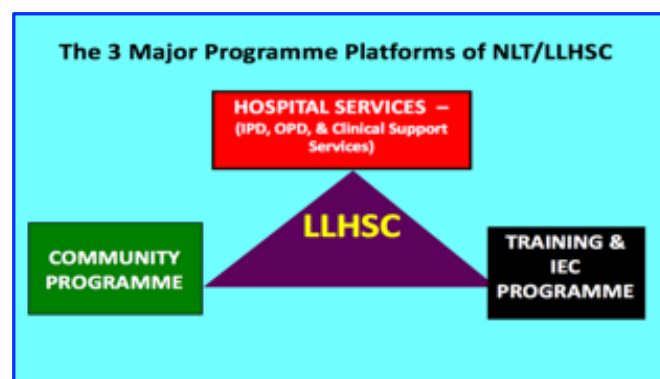 The 3 Major Programme Platforms of NLT/LLHSC
HOSPITAL SERVICES –
(IPD, OPD, & Clinical Support
Services)
LLHSC
COMMUNITY
PROGRAMME
TRAINING &
IEC
PROGRAMME